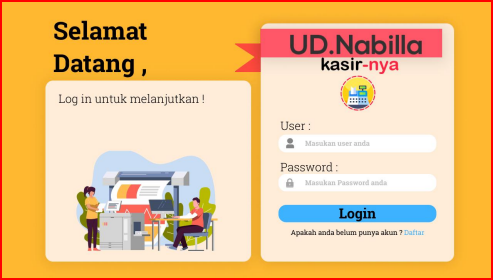 Selamat
Datang ,
Log in untuk melanjutkan !
UD.Nabilla
kasir-nya
User :
Masukan user anda
Password :
Masukan Password anda
Login
Apakah anda belum punya akun ? Daftar